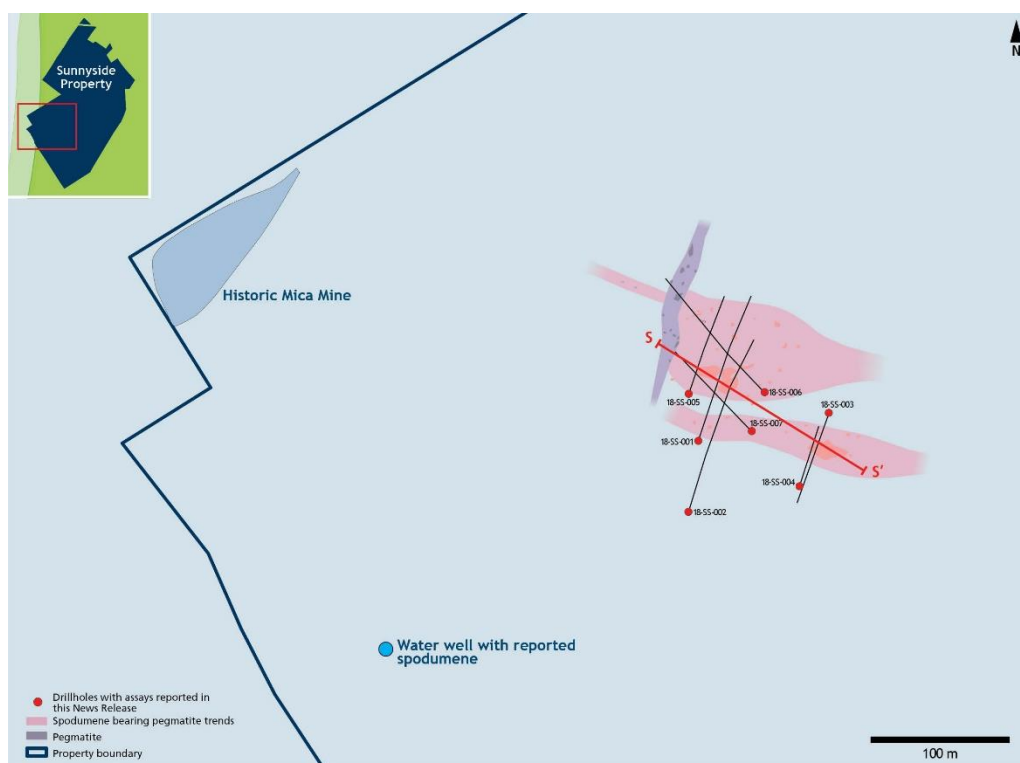 Sunnyside
Property
N
Historic Mica Mine
S
18-SS-006
18-SS-005
18-SS-003
18-SS-007
18-SS-001
S'
18-SS-004
18-SS-002
Water well with reported
spodumene
Drillholes with assays reported in
this News Release
Spodumene bearing pegmatite trends
Pegmatite
Property boundary
100 m